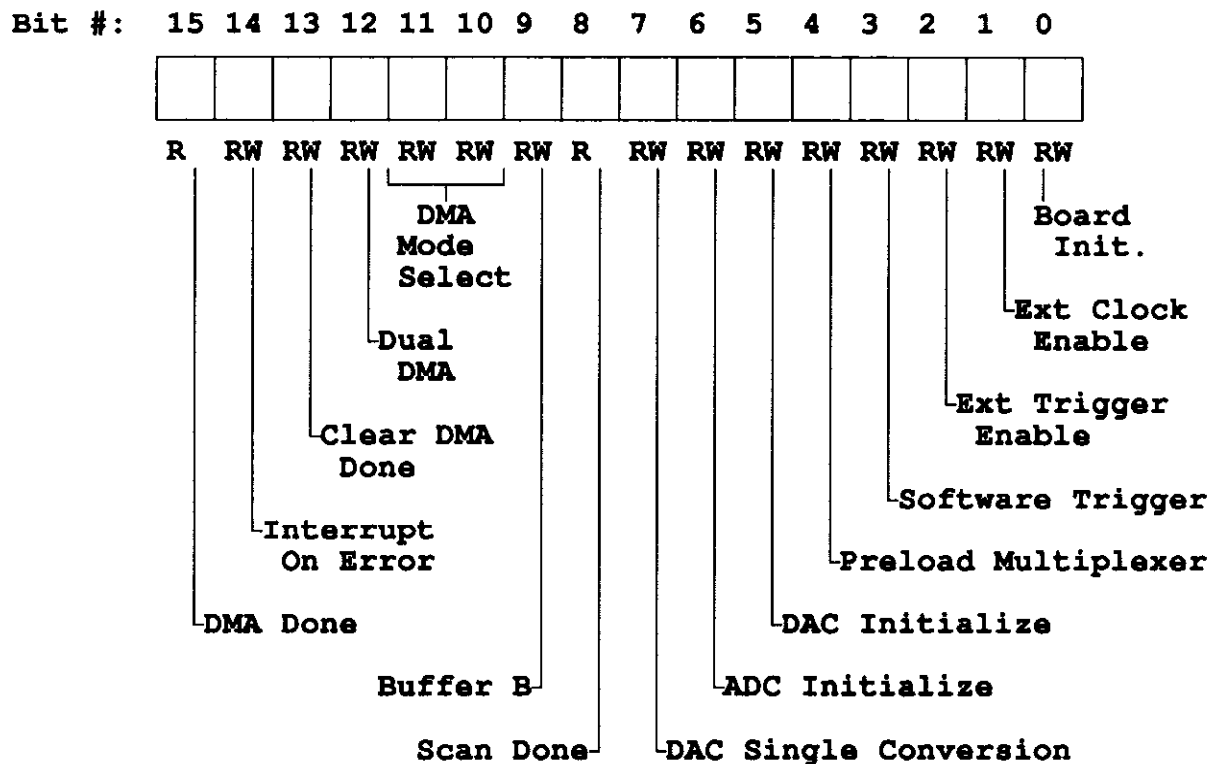 Bit #: 15 14 13 12 11 10 9 8 7 6 5 4 3 2 1 0
R RW RW RW RW RW RW R RW RW RW RW RW RW RW RW
DMA
Mode
Select
Board
Init.
Ext Clock
Enable
Dual
DMA
Ext Trigger
Enable
Clear DMA
Done
Software Trigger
Interrupt
On Error
Preload Multiplexer
DMA Done
DAC Initialize
Buffer B
ADC Initialize
Scan Done
DAC Single Conversion